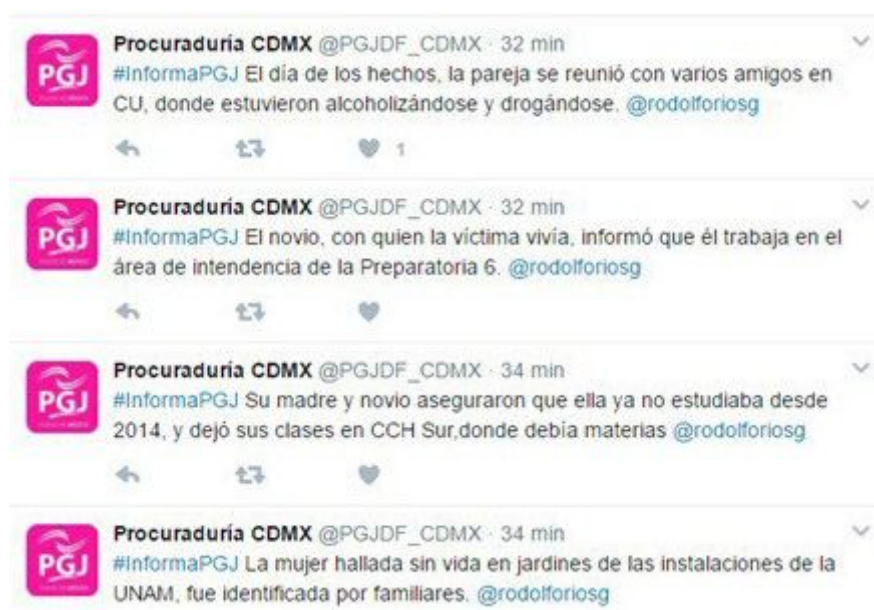 PGJ
Procuraduría CDMX @PGJDF_CDMX · 32 min
#InformaPGJ El día de los hechos, la pareja se reunió con varios amigos en
CU, donde estuvieron alcoholizándose y drogándose. @rodolforiosg
1
PGJ
Procuraduría CDMX @PGJDF_CDMX · 32 min
#InformaPGJ El novio, con quien la víctima vivía, informó que él trabaja en el
área de intendencia de la Preparatoria 6. @rodolforiosg
PGJ
Procuraduría CDMX @PGJDF_CDMX · 34 min
#InformaPGJ Su madre y novio aseguraron que ella ya no estudiaba desde
2014, y dejó sus clases en CCH Sur,donde debía materias @rodolforiosg
PGJ
Procuraduría CDMX @PGJDF_CDMX · 34 min
#InformaPGJ La mujer hallada sin vida en jardines de las instalaciones de la
UNAM, fue identificada por familiares. @rodolforiosg